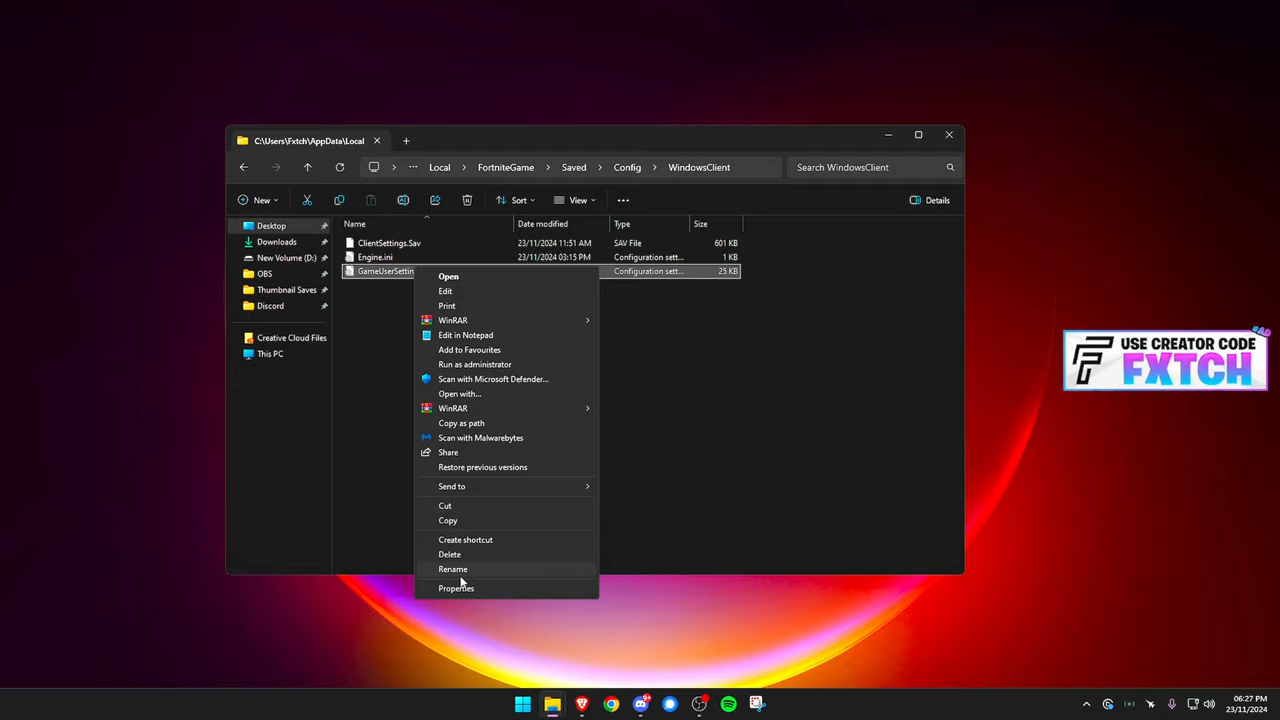 C:\Users\Fxtch\AppData\Local
Local > FortniteGame > Saved > Config > WindowsClient
Search WindowsClient
New
Sort
View
Details
Name
Date modified
Type
Size
Desktop
Downloads
New Volume (D:)
OBS
Thumbnail Saves
Discord
Creative Cloud Files
This PC
ClientSettings.Sav 23/11/2024 11:51 AM SAV File 601 KB
Engine.ini 23/11/2024 03:15 PM Configuration sett... 1 KB
GameUserSettin Configuration sett... 25 KB
Open
Edit
Print
WinRAR
Edit in Notepad
Add to Favourites
Run as administrator
Scan with Microsoft Defender...
Open with...
WinRAR
Copy as path
Scan with Malwarebytes
Share
Restore previous versions
Send to
Cut
Copy
Create shortcut
Delete
Rename
Properties
#AD
USE CREATOR CODE
FXTCH
06:27 PM
23/11/2024